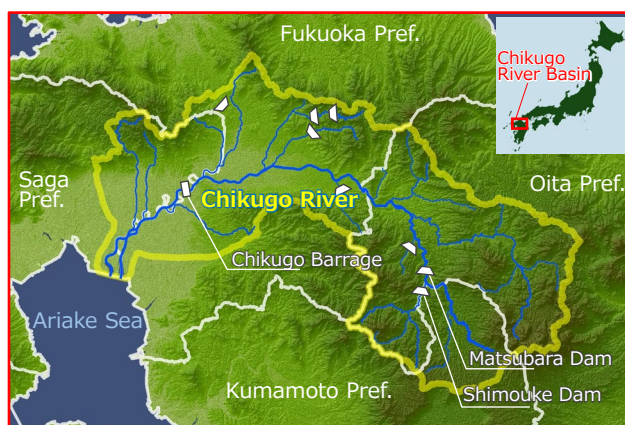 Fukuoka Pref.
Chikugo
River Basin
Saga
Pref.
Oita Pref.
Chikugo River
Chikugo Barrage
Ariake Sea
Matsubara Dam
Kumamoto Pref.
Shimouke Dam